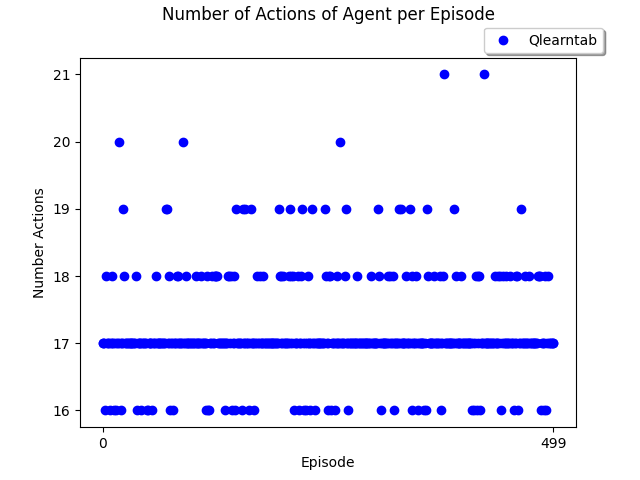 Number of Actions of Agent per Episode
Qlearntab
21
20
19
18
17
16
Number Actions
0
499
Episode